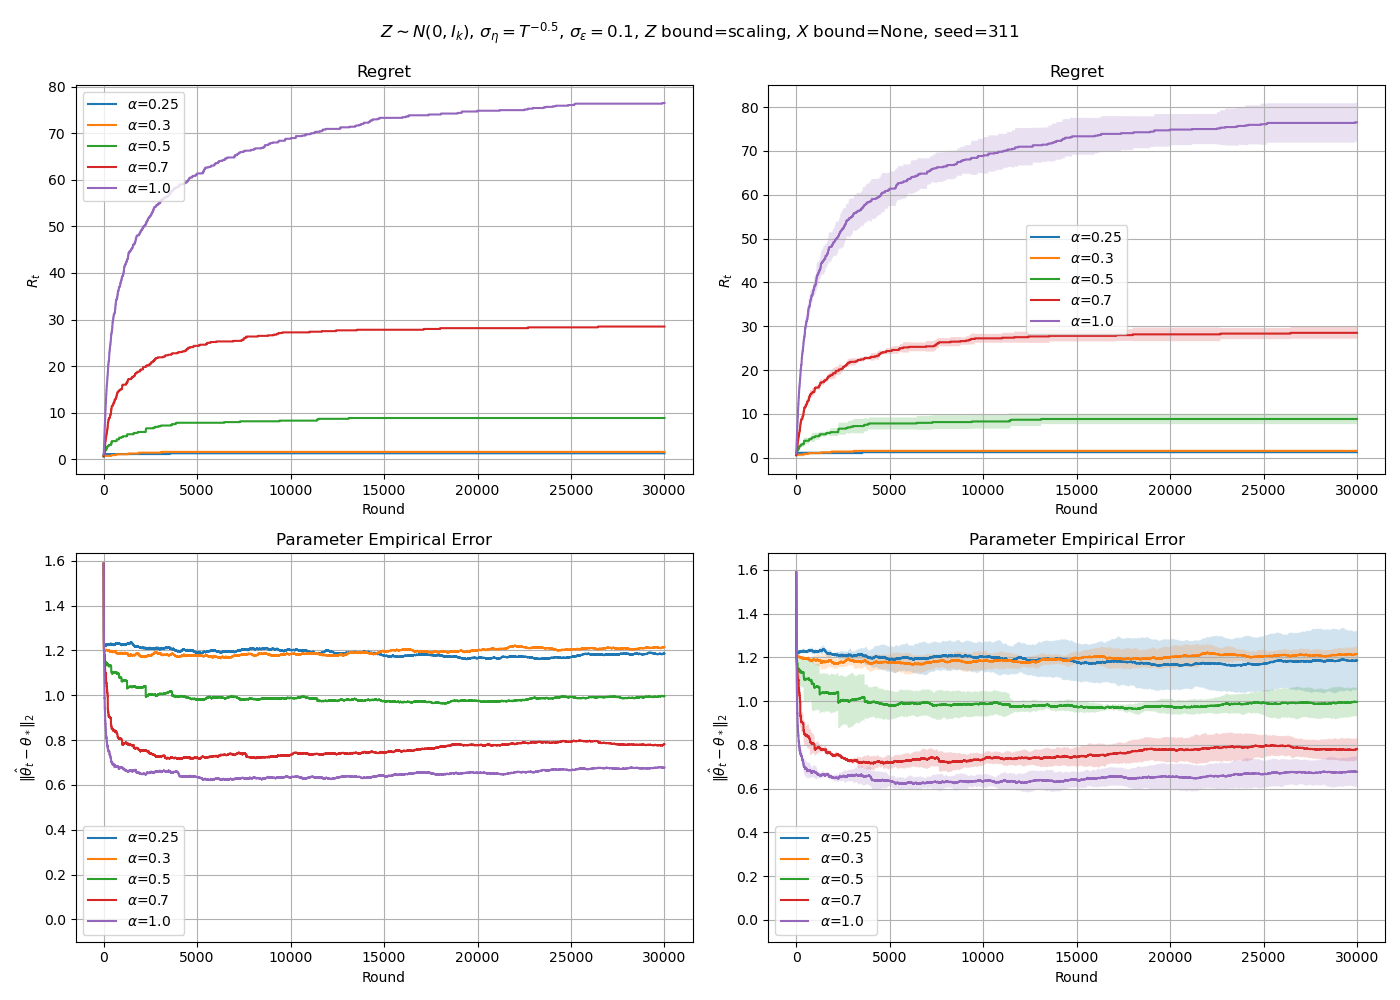 Z ~ N(0, I_k), σ_η = T^{-0.5}, σ_ε = 0.1, Z bound=scaling, X bound=None, seed=311
Regret
R_t
80
70
60
50
40
30
20
10
0
α=0.25
α=0.3
α=0.5
α=0.7
α=1.0
0 5000 10000 15000 20000 25000 30000
Round
Regret
R_t
80
70
60
50
40
30
20
10
0
α=0.25
α=0.3
α=0.5
α=0.7
α=1.0
0 5000 10000 15000 20000 25000 30000
Round
Parameter Empirical Error
‖θ̂_t − θ_*‖_2
1.6
1.4
1.2
1.0
0.8
0.6
0.4
0.2
0.0
α=0.25
α=0.3
α=0.5
α=0.7
α=1.0
0 5000 10000 15000 20000 25000 30000
Round
Parameter Empirical Error
‖θ̂_t − θ_*‖_2
1.6
1.4
1.2
1.0
0.8
0.6
0.4
0.2
0.0
α=0.25
α=0.3
α=0.5
α=0.7
α=1.0
0 5000 10000 15000 20000 25000 30000
Round